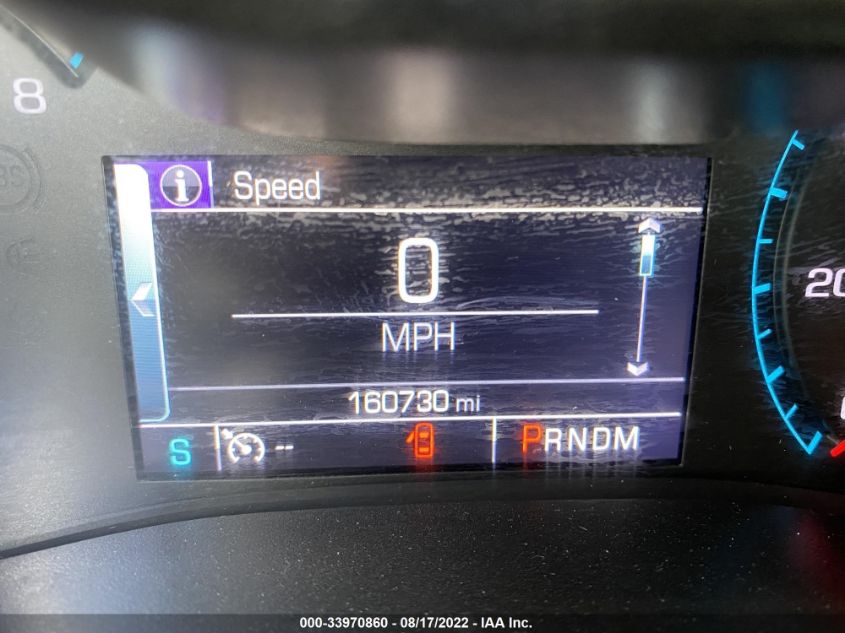 8
i Speed
0
20
MPH
160730 mi
S -- PRNDM
000-33970860 - 08/17/2022 - IAA Inc.